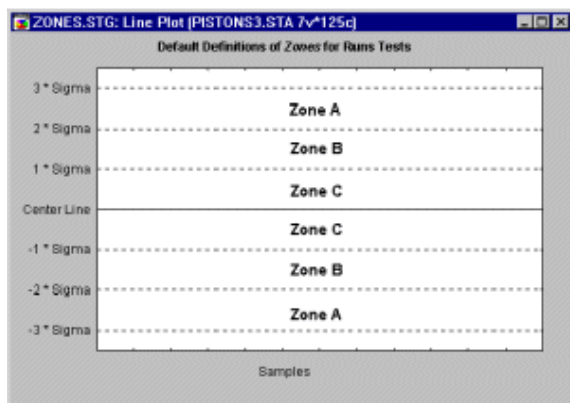 ZONES.STG: Line Plot (PISTONS3.STA 7v*125c)
Default Definitions of Zones for Runs Tests
3 * Sigma
Zone A
2 * Sigma
Zone B
1 * Sigma
Zone C
Center Line
Zone C
-1 * Sigma
Zone B
-2 * Sigma
Zone A
-3 * Sigma
Samples